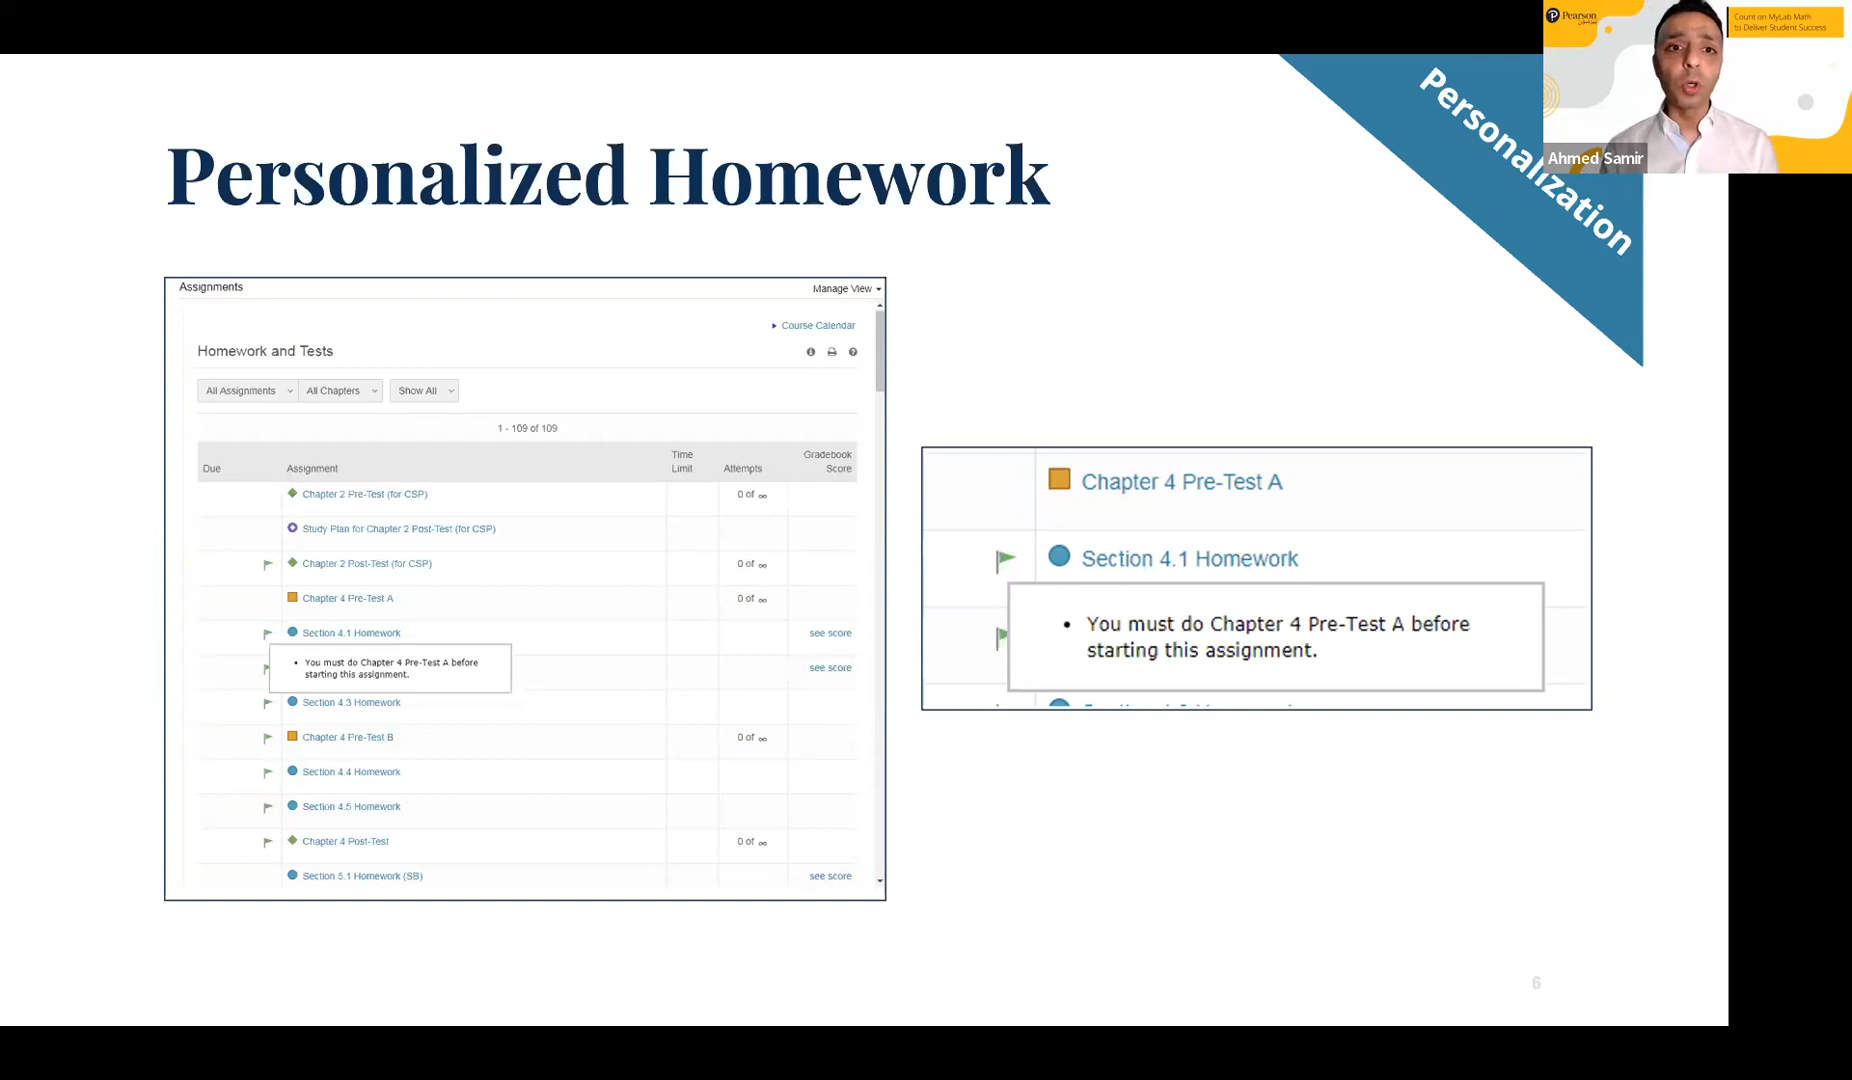 Pearson
Count on MyLab Math
to Deliver Student Success
Ahmed Samir
Personalization
Personalized Homework
Assignments
Manage View
Course Calendar
Homework and Tests
All Assignments All Chapters Show All
1 - 109 of 109
Due Assignment Time Limit Attempts Gradebook Score
Chapter 2 Pre-Test (for CSP) 0 of ∞
Study Plan for Chapter 2 Post-Test (for CSP)
Chapter 2 Post-Test (for CSP) 0 of ∞
Chapter 4 Pre-Test A 0 of ∞
Section 4.1 Homework see score
• You must do Chapter 4 Pre-Test A before
starting this assignment.
see score
Section 4.3 Homework
Chapter 4 Pre-Test B 0 of ∞
Section 4.4 Homework
Section 4.5 Homework
Chapter 4 Post-Test 0 of ∞
Section 5.1 Homework (SB) see score
Chapter 4 Pre-Test A
Section 4.1 Homework
• You must do Chapter 4 Pre-Test A before
starting this assignment.
6